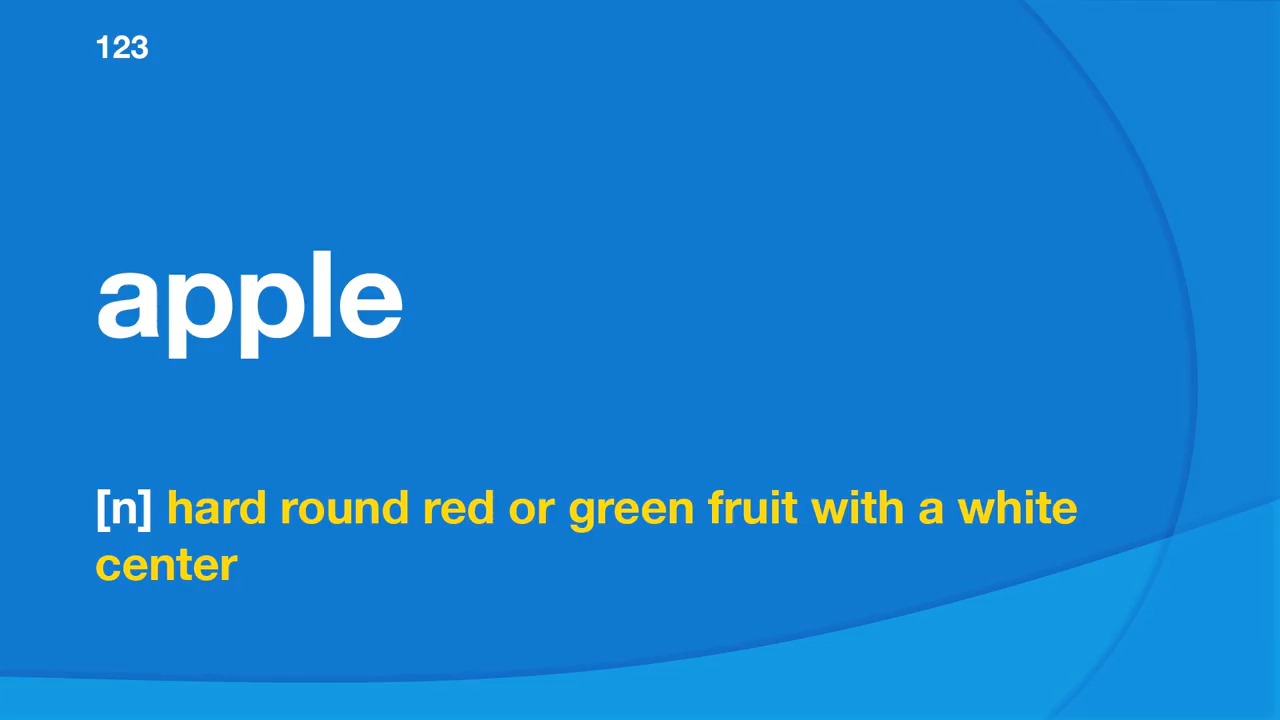 123
apple
[n] hard round red or green fruit with a white
center